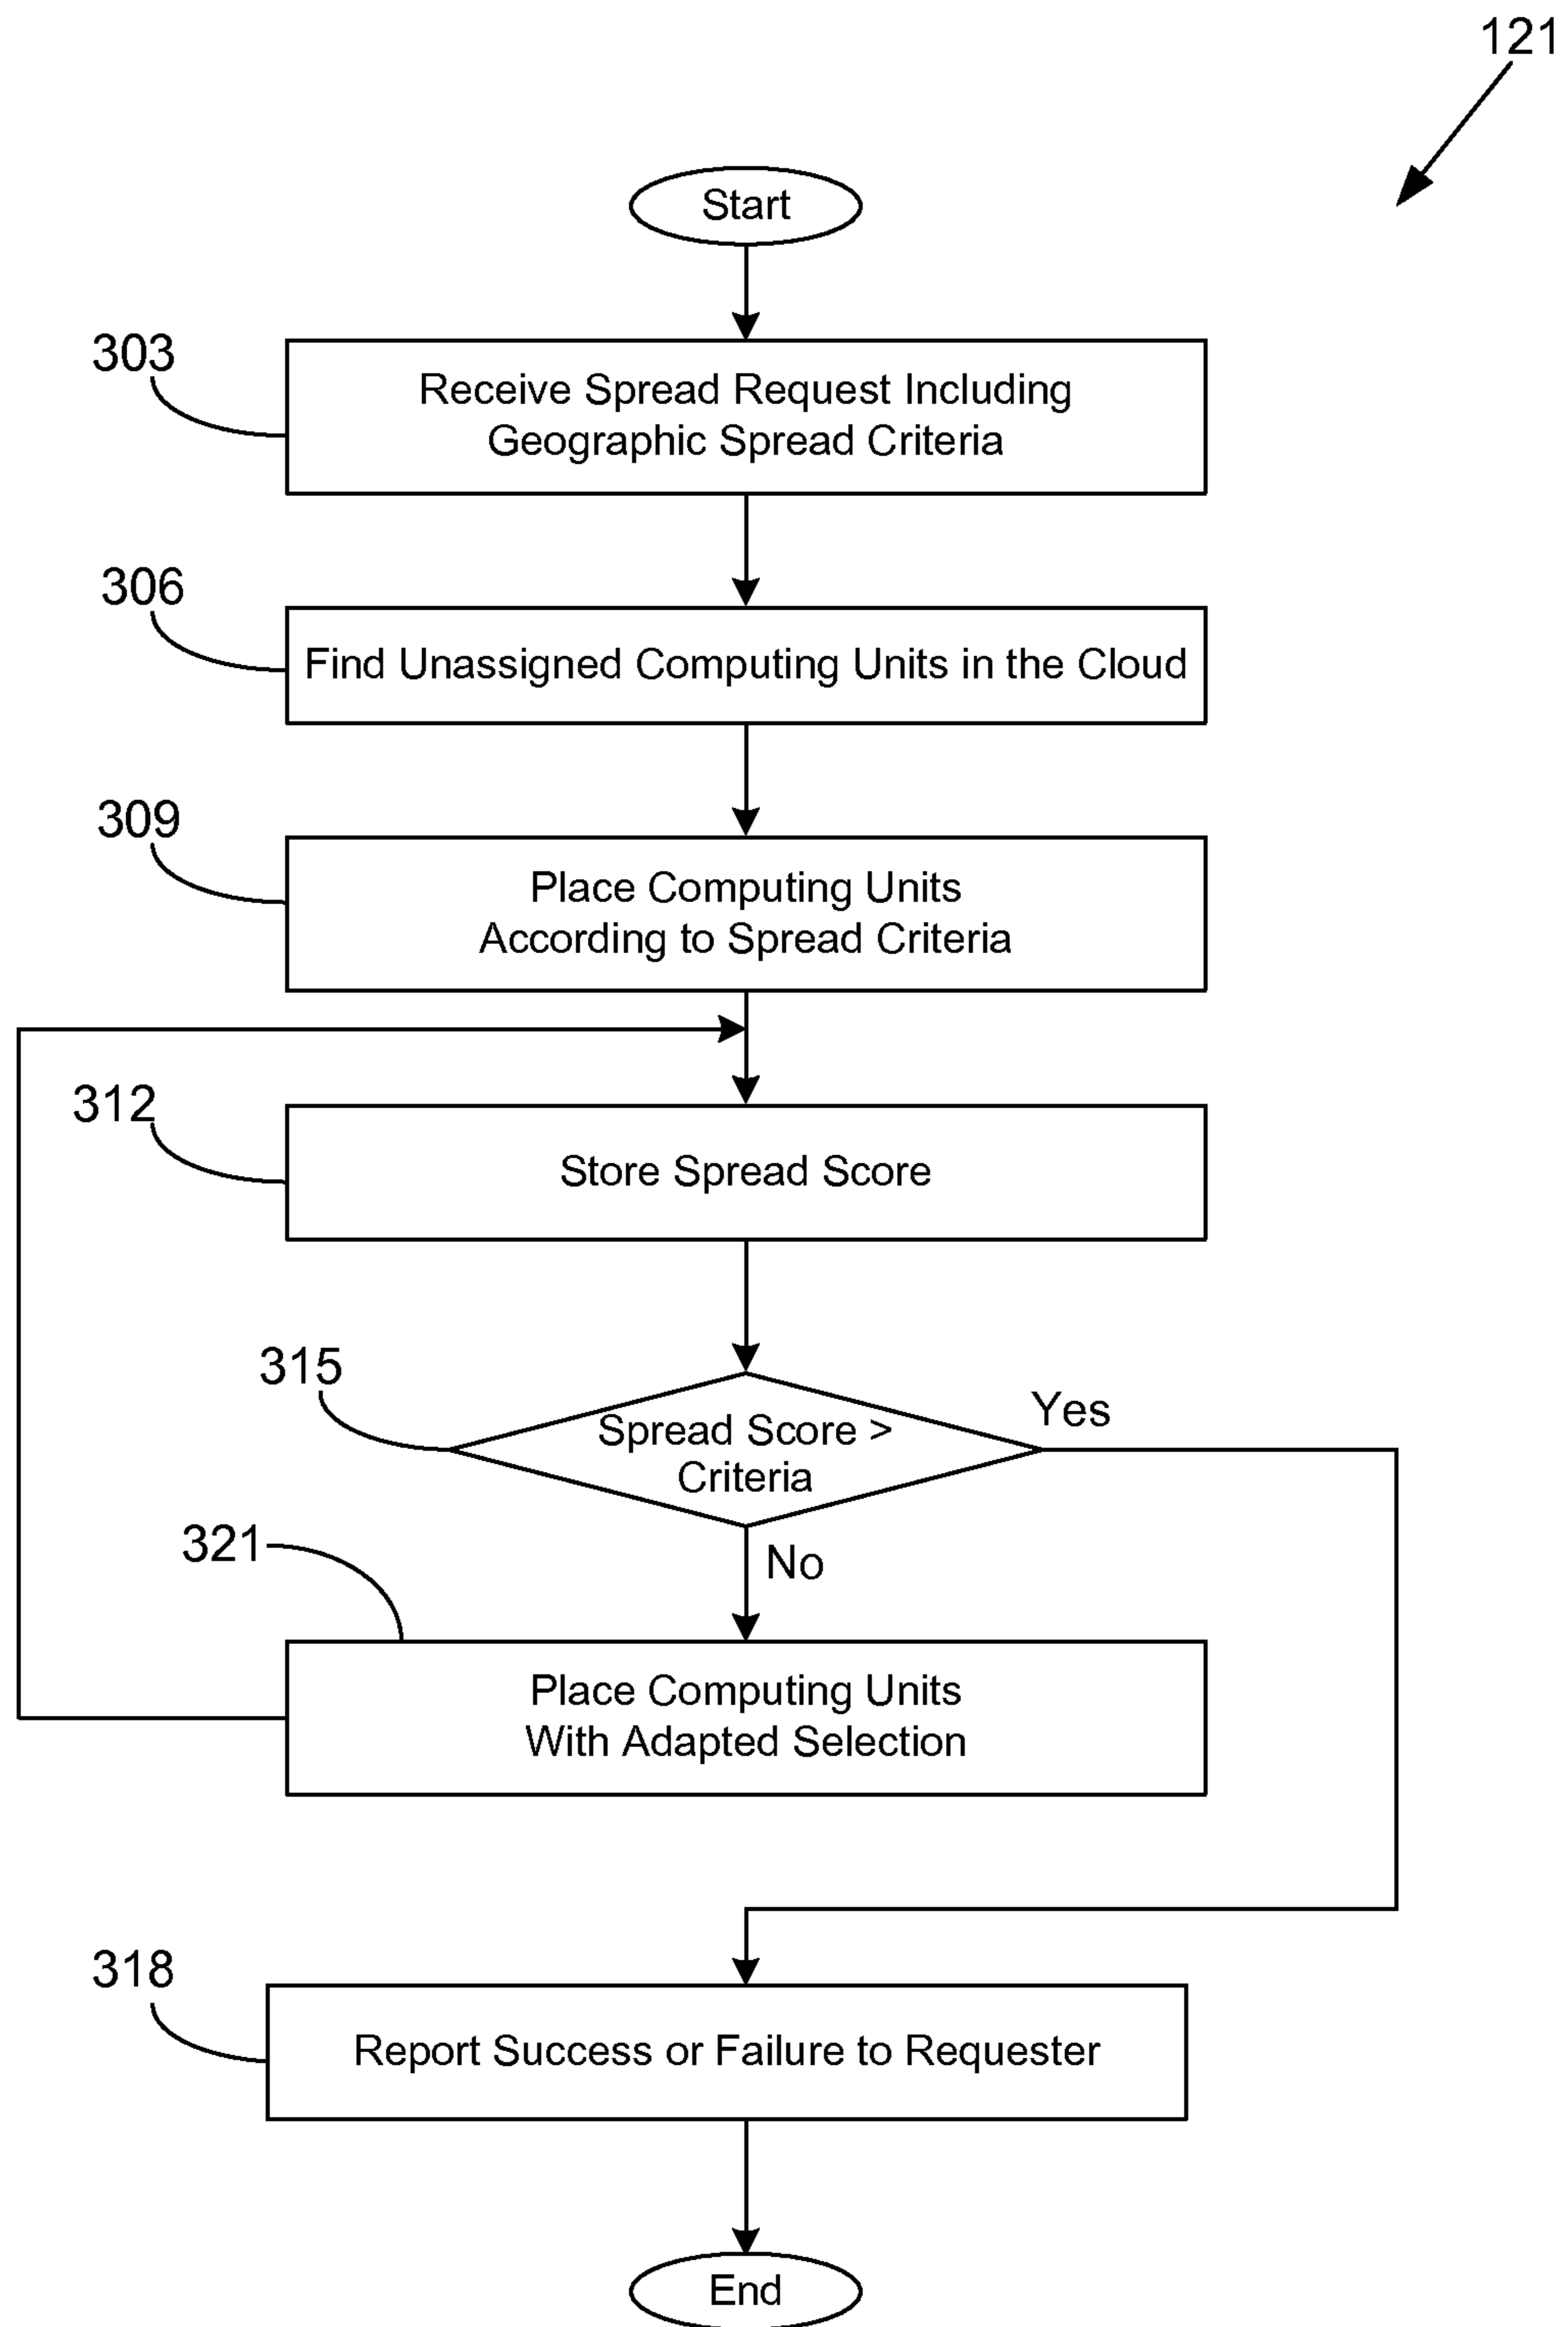 121
Start
303
Receive Spread Request Including
Geographic Spread Criteria
306
Find Unassigned Computing Units in the Cloud
309
Place Computing Units
According to Spread Criteria
312
Store Spread Score
315
Spread Score >
Criteria
Yes
321
No
Place Computing Units
With Adapted Selection
318
Report Success or Failure to Requester
End